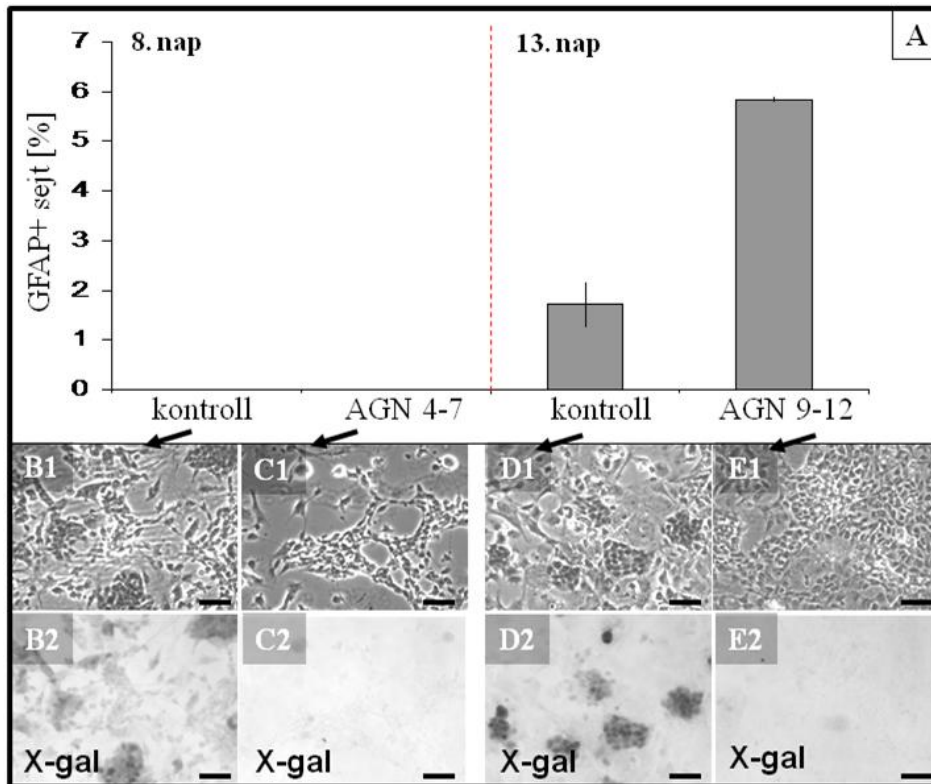 A
8. nap
13. nap
GFAP+ sejt [%]
7
6
5
4
3
2
1
0
kontroll
AGN 4-7
kontroll
AGN 9-12
B1
C1
D1
E1
B2
C2
D2
E2
X-gal
X-gal
X-gal
X-gal